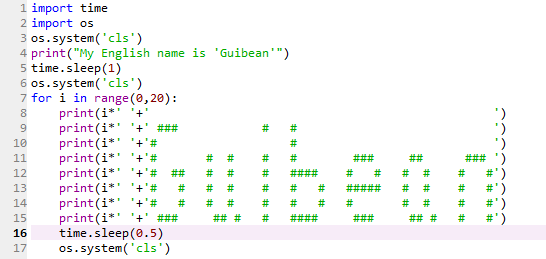 1 import time
2 import os
3 os.system('cls')
4 print("My English name is 'Guibean'")
5 time.sleep(1)
6 os.system('cls')
7 for i in range(0,20):
8     print(i*' '+'                                                 ')
9     print(i*' '+' ###            #   #                            ')
10     print(i*' '+'#                   #                            ')
11     print(i*' '+'#       #  #    #   #        ###     ##      ### ')
12     print(i*' '+'#  ##   #  #    #   ####    #   #   #  #    #   #')
13     print(i*' '+'#   #   #  #    #   #   #   #####   #  #    #   #')
14     print(i*' '+'#   #   #  #    #   #   #   #       #  #    #   #')
15     print(i*' '+' ###     ## #   #   ####     ###     ## #   #   #')
16     time.sleep(0.5)
17     os.system('cls')